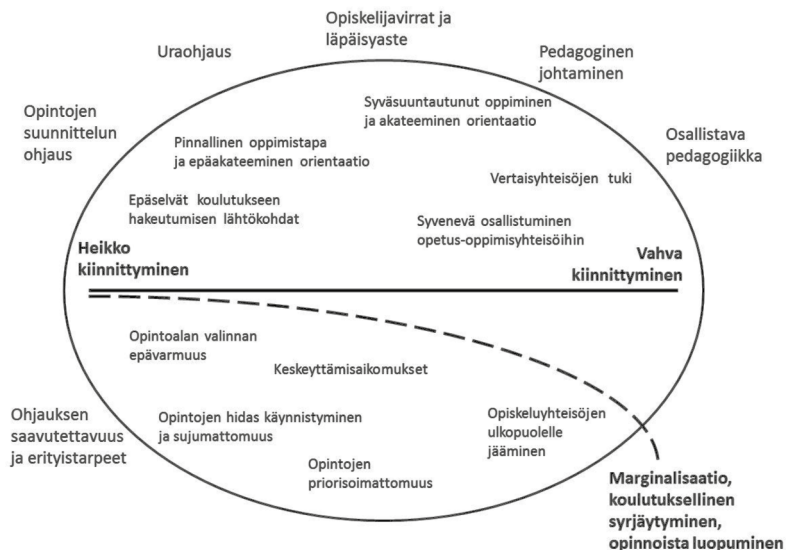 Opiskelijavirrat ja
läpäisyaste
Uraohjaus
Pedagoginen
johtaminen
Opintojen
suunnittelun
ohjaus
Syväsuuntautunut oppiminen
ja akateeminen orientaatio
Pinnallinen oppimistapa
ja epäakateeminen orientaatio
Osallistava
pedagogiikka
Vertaisyhteisöjen tuki
Epäselvät koulutukseen
hakeutumisen lähtökohdat
Syvenevä osallistuminen
opetus-oppimisyhteisöihin
Heikko
kiinnittyminen
Vahva
kiinnittyminen
Opintoalan valinnan
epävarmuus
Keskeyttämisaikomukset
Ohjauksen
saavutettavuus
ja erityistarpeet
Opintojen hidas käynnistyminen
ja sujumattomuus
Opiskeluyhteisöjen
ulkopuolelle
jääminen
Opintojen
priorisoimattomuus
Marginalisaatio,
koulutuksellinen
syrjäytyminen,
opinnoista luopuminen